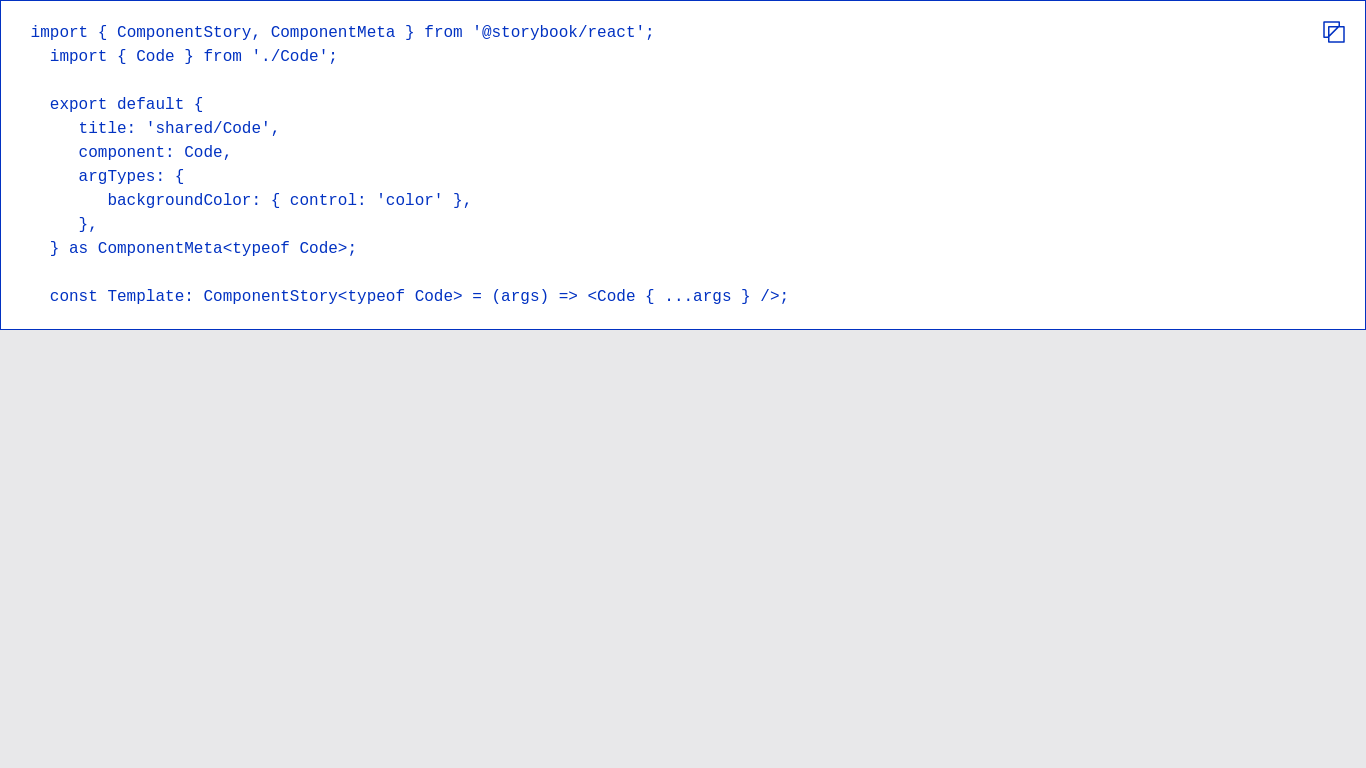 import { ComponentStory, ComponentMeta } from '@storybook/react';
  import { Code } from './Code';

  export default {
     title: 'shared/Code',
     component: Code,
     argTypes: {
        backgroundColor: { control: 'color' },
     },
  } as ComponentMeta<typeof Code>;

  const Template: ComponentStory<typeof Code> = (args) => <Code { ...args } />;